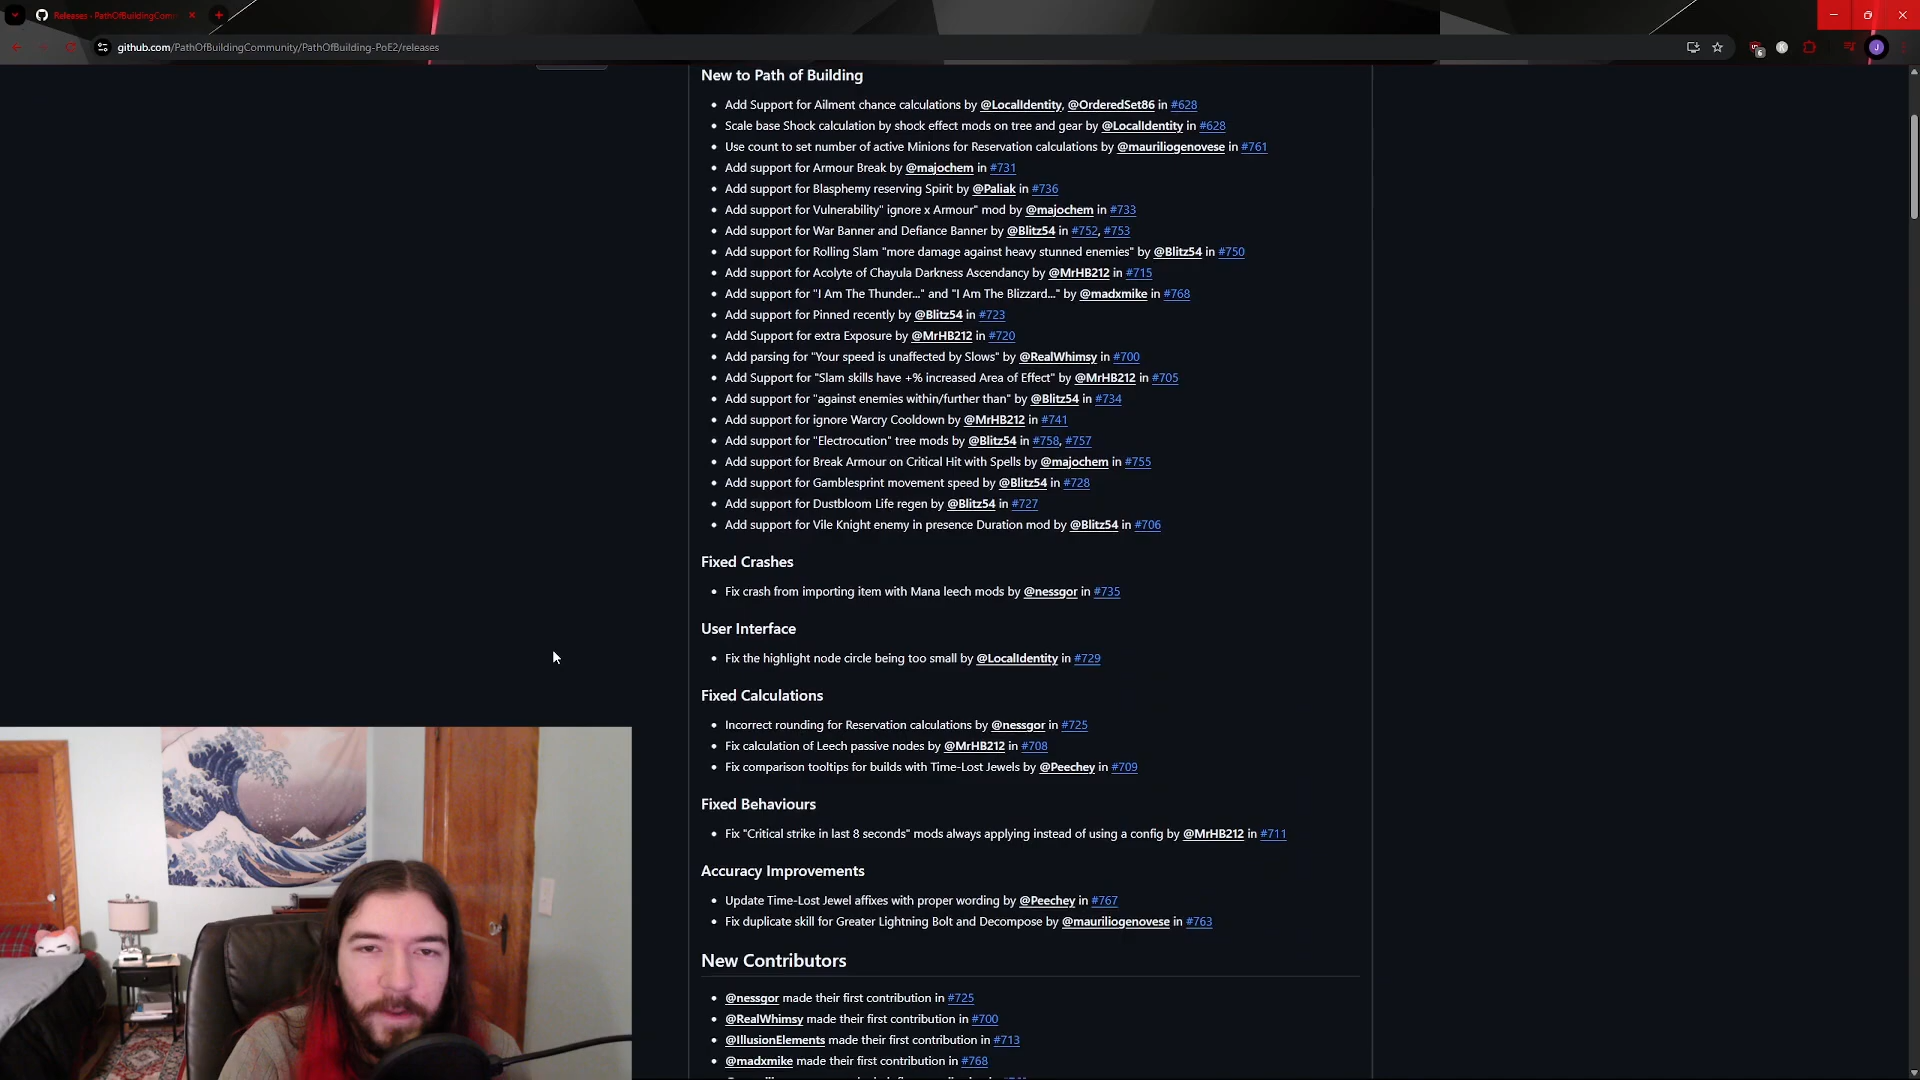 Releases · PathOfBuildingComm
github.com/PathOfBuildingCommunity/PathOfBuilding-PoE2/releases
6
J
New to Path of Building
• Add Support for Ailment chance calculations by @LocalIdentity, @OrderedSet86 in #628
• Scale base Shock calculation by shock effect mods on tree and gear by @LocalIdentity in #628
• Use count to set number of active Minions for Reservation calculations by @mauriliogenovese in #761
• Add support for Armour Break by @majochem in #731
• Add support for Blasphemy reserving Spirit by @Paliak in #736
• Add support for Vulnerability" ignore x Armour" mod by @majochem in #733
• Add support for War Banner and Defiance Banner by @Blitz54 in #752, #753
• Add support for Rolling Slam "more damage against heavy stunned enemies" by @Blitz54 in #750
• Add support for Acolyte of Chayula Darkness Ascendancy by @MrHB212 in #715
• Add support for "I Am The Thunder..." and "I Am The Blizzard..." by @madxmike in #768
• Add support for Pinned recently by @Blitz54 in #723
• Add Support for extra Exposure by @MrHB212 in #720
• Add parsing for "Your speed is unaffected by Slows" by @RealWhimsy in #700
• Add Support for "Slam skills have +% increased Area of Effect" by @MrHB212 in #705
• Add support for "against enemies within/further than" by @Blitz54 in #734
• Add support for ignore Warcry Cooldown by @MrHB212 in #741
• Add support for "Electrocution" tree mods by @Blitz54 in #758, #757
• Add support for Break Armour on Critical Hit with Spells by @majochem in #755
• Add support for Gamblesprint movement speed by @Blitz54 in #728
• Add support for Dustbloom Life regen by @Blitz54 in #727
• Add support for Vile Knight enemy in presence Duration mod by @Blitz54 in #706
Fixed Crashes
• Fix crash from importing item with Mana leech mods by @nessgor in #735
User Interface
• Fix the highlight node circle being too small by @LocalIdentity in #729
Fixed Calculations
• Incorrect rounding for Reservation calculations by @nessgor in #725
• Fix calculation of Leech passive nodes by @MrHB212 in #708
• Fix comparison tooltips for builds with Time-Lost Jewels by @Peechey in #709
Fixed Behaviours
• Fix "Critical strike in last 8 seconds" mods always applying instead of using a config by @MrHB212 in #711
Accuracy Improvements
• Update Time-Lost Jewel affixes with proper wording by @Peechey in #767
• Fix duplicate skill for Greater Lightning Bolt and Decompose by @mauriliogenovese in #763
New Contributors
• @nessgor made their first contribution in #725
• @RealWhimsy made their first contribution in #700
• @IllusionElements made their first contribution in #713
• @madxmike made their first contribution in #768